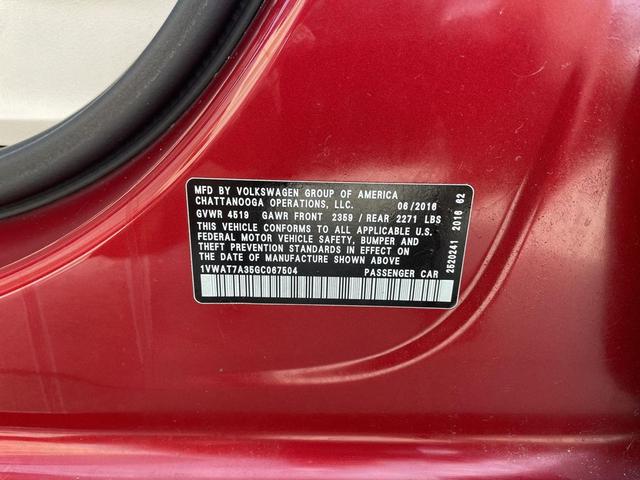 MFD BY VOLKSWAGEN GROUP OF AMERICA
CHATTANOOGA OPERATIONS, LLC. 06/2016
GVWR 4519 GAWR FRONT 2359 / REAR 2271 LBS
THIS VEHICLE CONFORMS TO ALL APPLICABLE U.S.
FEDERAL MOTOR VEHICLE SAFETY, BUMPER AND
THEFT PREVENTION STANDARDS IN EFFECT ON
THE DATE OF MANUFACTURE SHOWN ABOVE
1VWAT7A35GC067504 PASSENGER CAR
2520241 2016 62